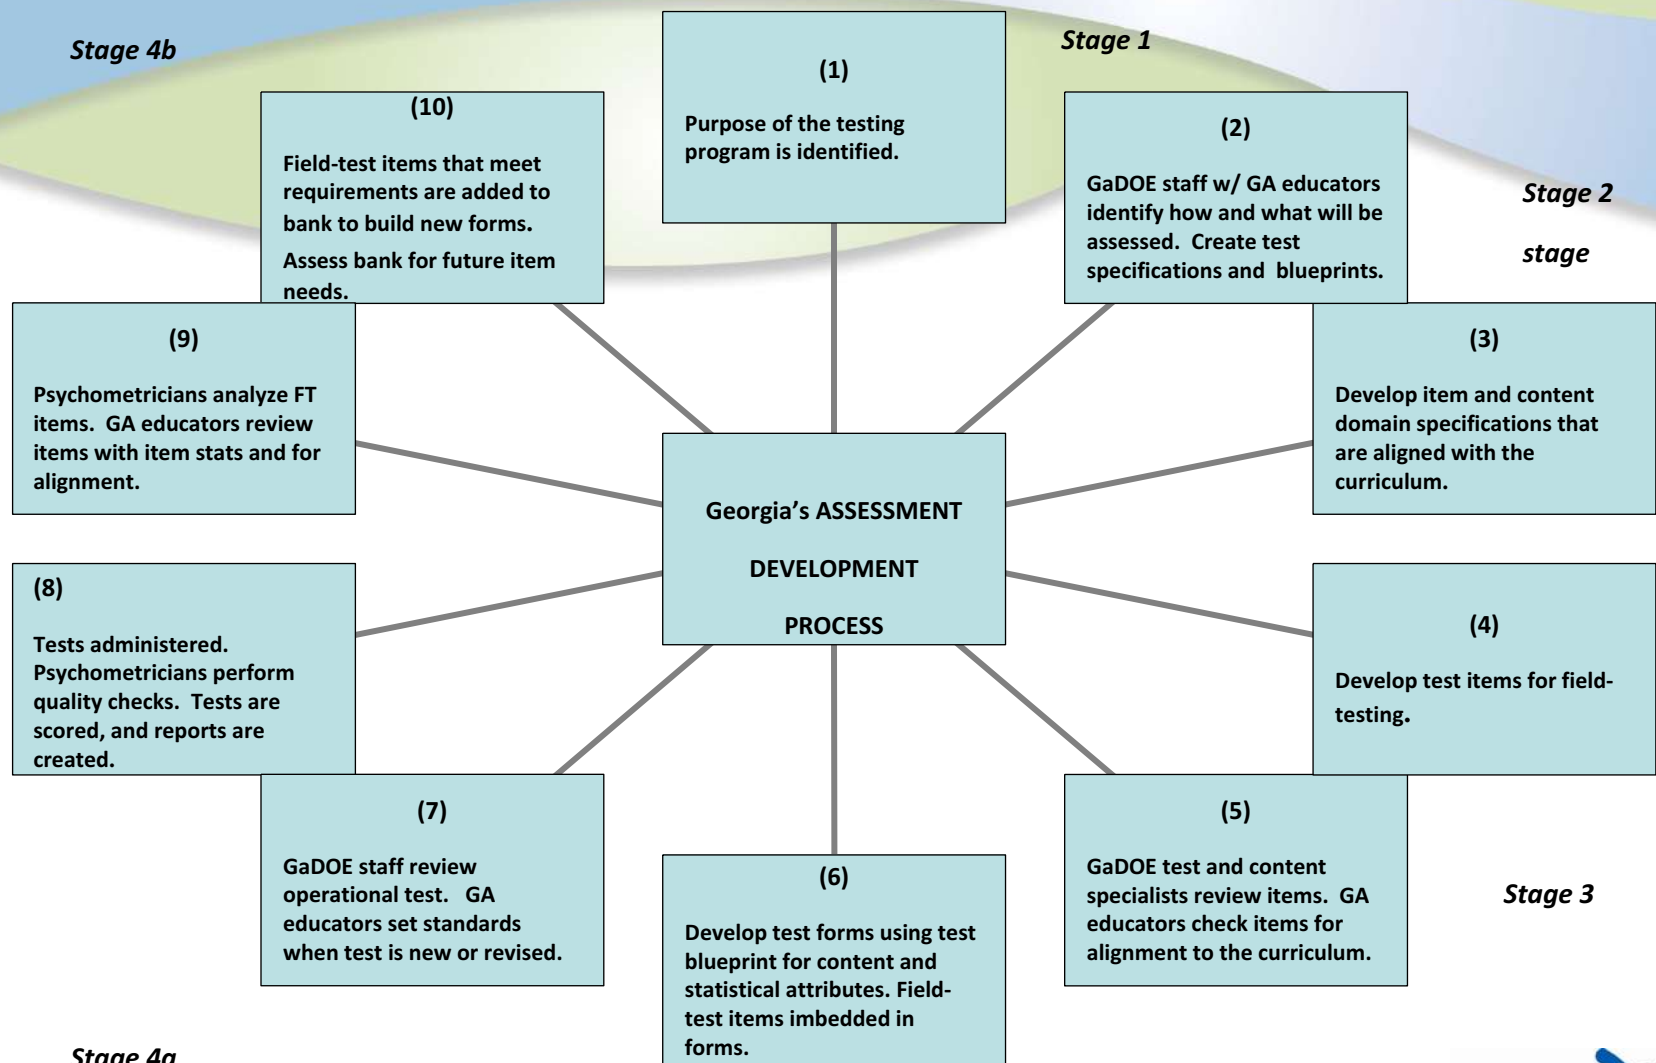 Stage 4b
Stage 1
(1)
Purpose of the testing
program is identified.
(10)
Field-test items that meet
requirements are added to
bank to build new forms.
Assess bank for future item
needs.
(2)
GaDOE staff w/ GA educators
identify how and what will be
assessed.  Create test
specifications and  blueprints.
Stage 2
stage
(9)
Psychometricians analyze FT
items.  GA educators review
items with item stats and for
alignment.
(3)
Develop item and content
domain specifications that
are aligned with the
curriculum.
Georgia’s ASSESSMENT
DEVELOPMENT
PROCESS
(8)
Tests administered.
Psychometricians perform
quality checks.  Tests are
scored, and reports are
created.
(4)
Develop test items for field-
testing.
(7)
GaDOE staff review
operational test.   GA
educators set standards
when test is new or revised.
(6)
Develop test forms using test
blueprint for content and
statistical attributes. Field-
test items imbedded in
forms.
(5)
GaDOE test and content
specialists review items.  GA
educators check items for
alignment to the curriculum.
Stage 3
Stage 4a